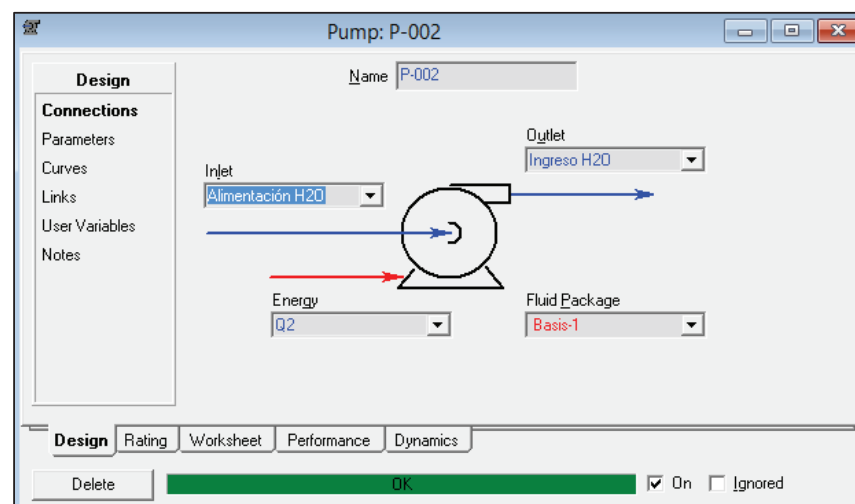 Pump: P-002
Design
Connections
Parameters
Curves
Links
User Variables
Notes
Name P-002
Inlet
Alimentación H2O
Outlet
Ingreso H2O
Energy
Q2
Fluid Package
Basis-1
Design Rating Worksheet Performance Dynamics
Delete OK On Ignored